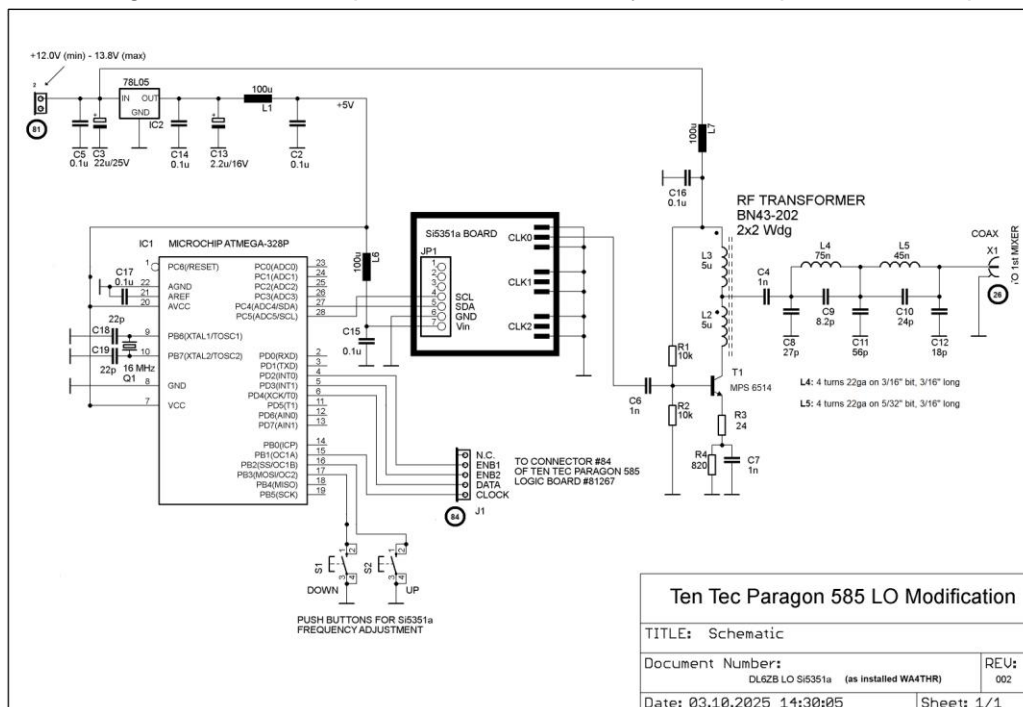 +12.0V (min) - 13.8V (max)
2
1
81
78L05
IN OUT
GND
IC2
100u
L1
+5V
C5
0.1u
+
C3
22u/25V
C14
0.1u
+
C13
2.2u/16V
C2
0.1u
L7
100u
C16
0.1u
RF TRANSFORMER
BN43-202
2x2 Wdg
L3
5u
L2
5u
C4
1n
L4
75n
L5
45n
COAX
X1
TO 1st MIXER
26
C8
27p
C9
8.2p
C11
56p
C10
24p
C12
18p
L4: 4 turns 22ga on 3/16" bit, 3/16" long
L5: 4 turns 22ga on 5/32" bit, 3/16" long
IC1 MICROCHIP ATMEGA-328P
1 PC6(/RESET)
22 AGND
21 AREF
20 AVCC
9 PB6(XTAL1/TOSC1)
10 PB7(XTAL2/TOSC2)
8 GND
7 VCC
PC0(ADC0) 23
PC1(ADC1) 24
PC2(ADC2) 25
PC3(ADC3) 26
PC4(ADC4/SDA) 27
PC5(ADC5/SCL) 28
PD0(RXD) 2
PD1(TXD) 3
PD2(INT0) 4
PD3(INT1) 5
PD4(XCK/T0) 6
PD5(T1) 11
PD6(AIN0) 12
PD7(AIN1) 13
PB0(ICP) 14
PB1(OC1A) 15
PB2(SS/OC1B) 16
PB3(MOSI/OC2) 17
PB4(MISO) 18
PB5(SCK) 19
C17
0.1u
22p
C18
C19
22p
16 MHz
Q1
100u
L6
C15
0.1u
Si5351a BOARD
JP1
1
2
3
4 SCL
5 SDA
6 GND
7 Vin
CLK0
CLK1
CLK2
R1
10k
R2
10k
C6
1n
T1
MPS 6514
R3
24
R4
820
C7
1n
N.C.
ENB1
ENB2
DATA
CLOCK
J1
84
TO CONNECTOR #84
OF TEN TEC PARAGON 585
LOGIC BOARD #81267
S1
1 2
3 4
DOWN
S2
1 2
3 4
UP
PUSH BUTTONS FOR Si5351a
FREQUENCY ADJUSTMENT
Ten Tec Paragon 585 LO Modification
TITLE: Schematic
Document Number:
DL6ZB LO Si5351a (as installed WA4THR)
REV:
002
Date: 03.10.2025 14:30:05
Sheet: 1/1